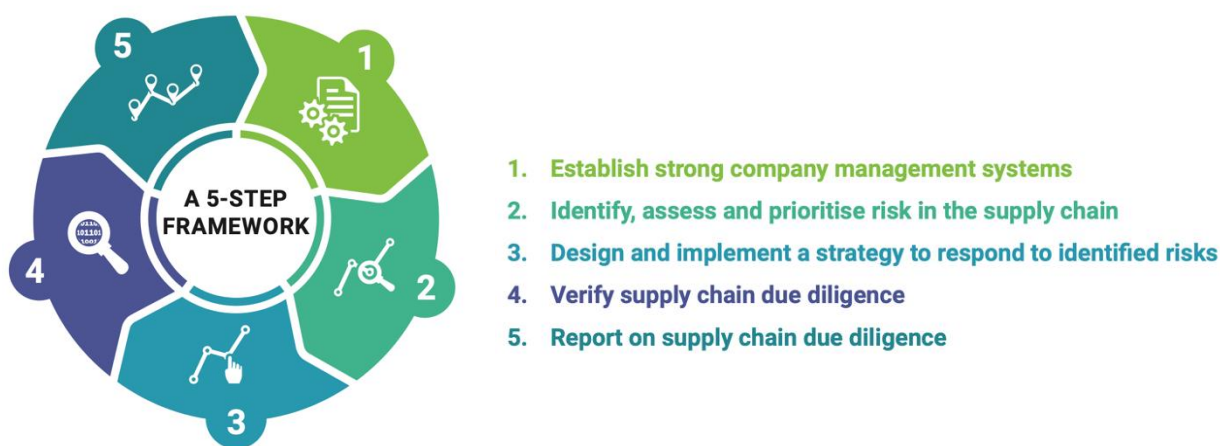 5
1
A 5-STEP
FRAMEWORK
4
2
3
1. Establish strong company management systems
2. Identify, assess and prioritise risk in the supply chain
3. Design and implement a strategy to respond to identified risks
4. Verify supply chain due diligence
5. Report on supply chain due diligence